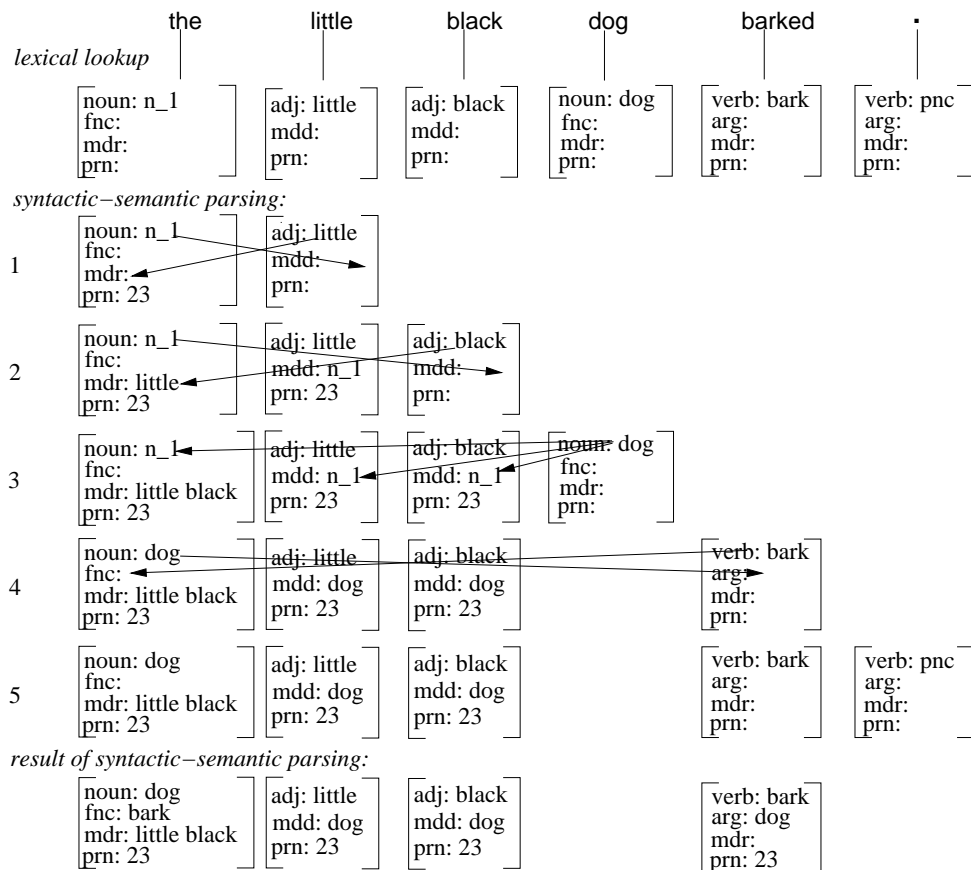 the little black dog barked .
lexical lookup
noun: n_1 adj: little adj: black noun: dog verb: bark verb: pnc
fnc: mdd: mdd: fnc: arg: arg:
mdr: prn: prn: mdr: mdr: mdr:
prn: prn: prn: prn:
syntactic−semantic parsing:
1
noun: n_1 adj: little
fnc: mdd:
mdr: prn:
prn: 23
2
noun: n_1 adj: little adj: black
fnc: mdd: n_1 mdd:
mdr: little prn: 23 prn:
prn: 23
3
noun: n_1 adj: little adj: black noun: dog
fnc: mdd: n_1 mdd: n_1 fnc:
mdr: little black prn: 23 prn: 23 mdr:
prn: 23 prn:
4
noun: dog adj: little adj: black verb: bark
fnc: mdd: dog mdd: dog arg:
mdr: little black prn: 23 prn: 23 mdr:
prn: 23 prn:
5
noun: dog adj: little adj: black verb: bark verb: pnc
fnc: mdd: dog mdd: dog arg: arg:
mdr: little black prn: 23 prn: 23 mdr: mdr:
prn: 23 prn: prn:
result of syntactic−semantic parsing:
noun: dog adj: little adj: black verb: bark
fnc: bark mdd: dog mdd: dog arg: dog
mdr: little black prn: 23 prn: 23 mdr:
prn: 23 prn: 23